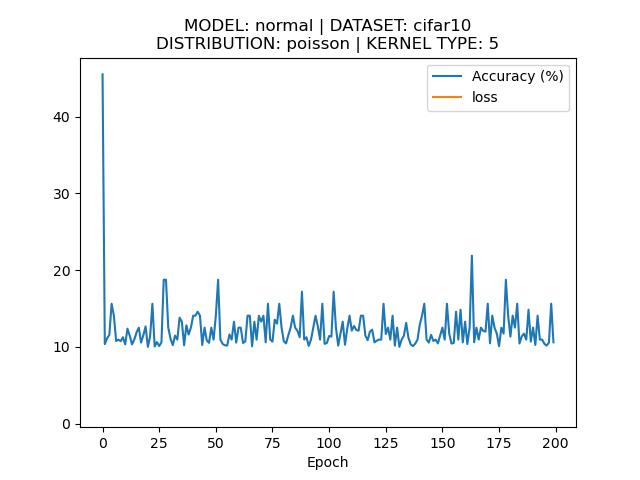 MODEL: normal | DATASET: cifar10
DISTRIBUTION: poisson | KERNEL TYPE: 5
Accuracy (%)
loss
40
30
20
10
0
0 25 50 75 100 125 150 175 200
Epoch